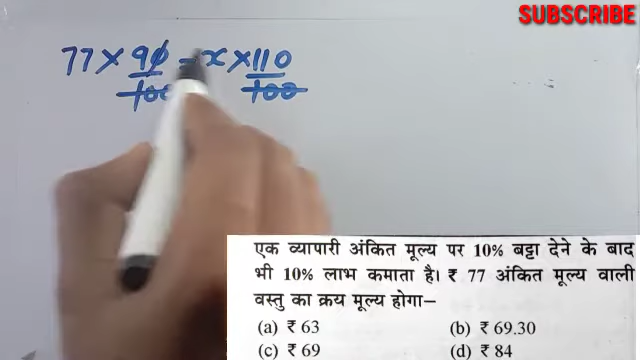 SUBSCRIBE
77 × 90 = x × 110
100 100
एक व्यापारी अंकित मूल्य पर 10% बट्टा देने के बाद
भी 10% लाभ कमाता है। ₹ 77 अंकित मूल्य वाली
वस्तु का क्रय मूल्य होगा–
(a) ₹ 63 (b) ₹ 69.30
(c) ₹ 69 (d) ₹ 84